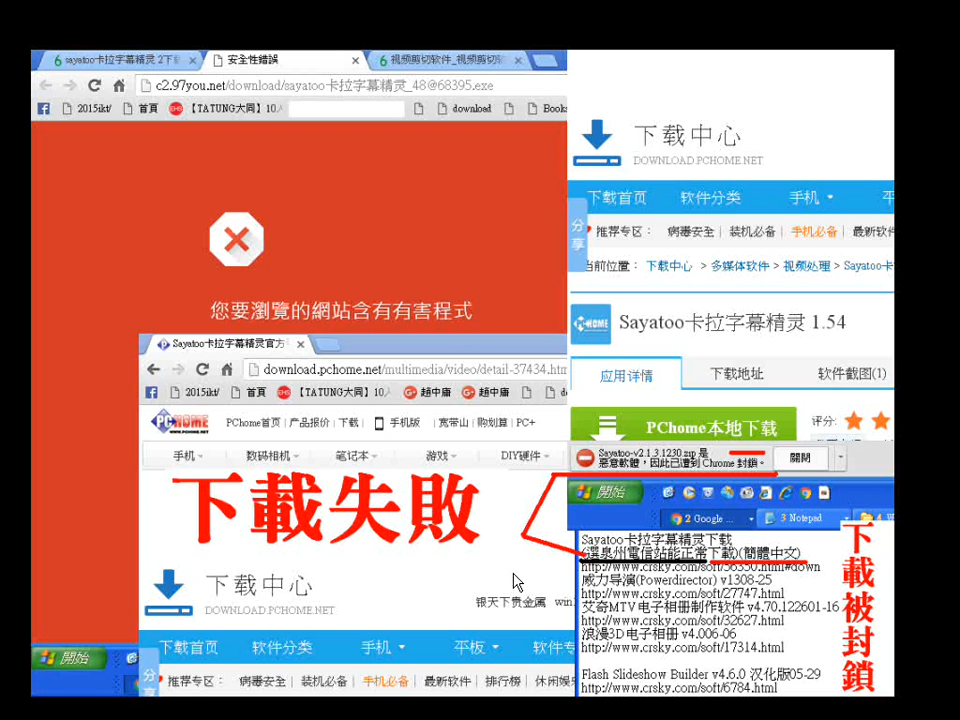 sayatoo卡拉字幕精灵 2下
安全性錯誤
视频剪切软件_视频剪切
c2.97you.net/download/sayatoo卡拉字幕精灵_48@68395.exe
2015ikt/ 首頁 【TATUNG大同】10. download Book
您要瀏覽的網站含有有害程式
下载中心
DOWNLOAD.PCHOME.NET
下载首页 软件分类 手机
分享
推荐专区： 病毒安全 | 装机必备 | 手机必备 | 最新软件
当前位置： 下载中心 > 多媒体软件 > 视频处理 > Sayatoo卡
PCHOME
Sayatoo卡拉字幕精灵 1.54
应用详情 下载地址 软件截图(1)
PChome本地下载
评分:
Sayatoo-v2.1.3.1230.zip 是
惡意軟體，因此已遭到 Chrome 封鎖。
關閉
開始
2 Google ...
3 Notepad
Sayatoo卡拉字幕精灵官方
download.pchome.net/multimedia/video/detail-37434.htm
2015ikt/ 首頁 【TATUNG大同】10. 趙中庸 趙中庸
PCHOME
WWW.PCHOME.NET
PChome首页 | 产品报价 | 下载 | 手机版 | 宽带山 | 购划算 | PC+
手机 数码相机 笔记本 游戏 DIY硬件
下載失敗
下载中心
DOWNLOAD.PCHOME.NET
银天下贵金属 win
下载首页 软件分类 手机 平板 软件专
分享
推荐专区： 病毒安全 | 装机必备 | 手机必备 | 最新软件 | 排行榜 | 休闲娱
開始
Sayatoo卡拉字幕精灵下载
(選泉州電信站能正常下載)(簡體中文)
http://www.crsky.com/soft/56550.html#down
威力导演(Powerdirector) v1308-25
http://www.crsky.com/soft/27747.html
艾奇MTV电子相册制作软件 v4.70.122601-16
http://www.crsky.com/soft/32627.html
浪漫3D电子相册 v4.006-06
http://www.crsky.com/soft/17314.html
Flash Slideshow Builder v4.6.0 汉化版05-29
http://www.crsky.com/soft/6784.html
下載被封鎖